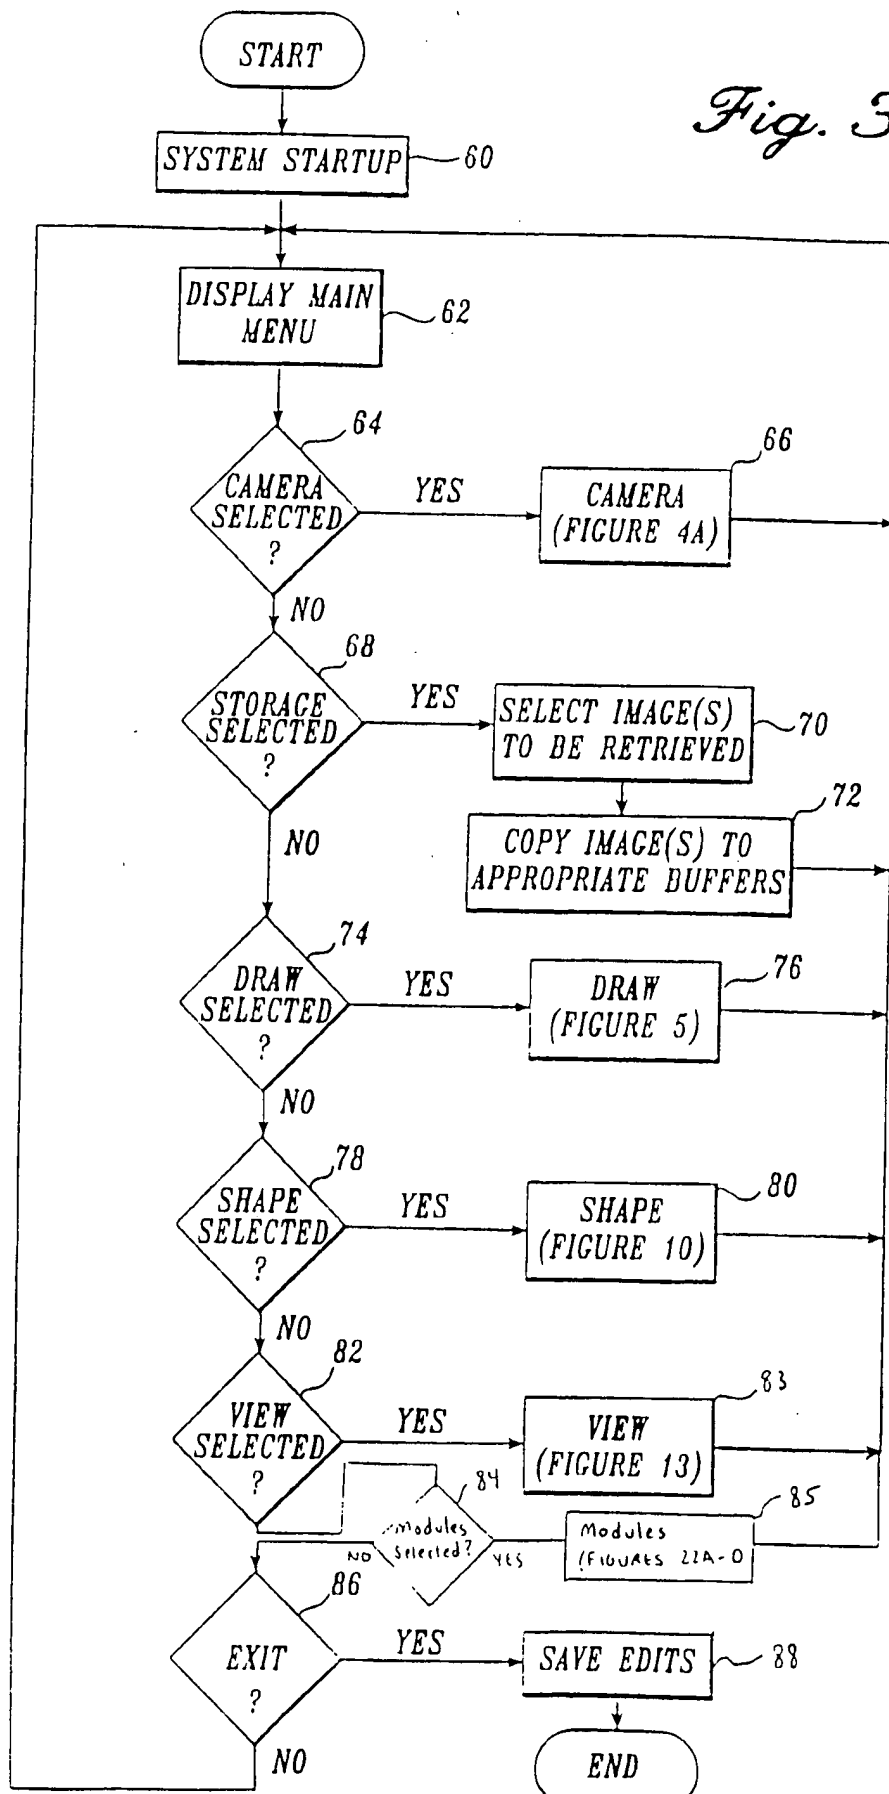 START
Fig. 3
SYSTEM STARTUP
60
DISPLAY MAIN
MENU
62
64
CAMERA
SELECTED
?
YES
66
CAMERA
(FIGURE 4A)
NO
68
STORAGE
SELECTED
?
YES
SELECT IMAGE(S)
TO BE RETRIEVED
70
72
COPY IMAGE(S) TO
APPROPRIATE BUFFERS
NO
74
DRAW
SELECTED
?
YES
76
DRAW
(FIGURE 5)
NO
78
SHAPE
SELECTED
?
YES
80
SHAPE
(FIGURE 10)
NO
82
VIEW
SELECTED
?
YES
83
VIEW
(FIGURE 13)
84
Modules
Selected?
NO
YES
85
Modules
(FIGURES 22A-O
86
EXIT
?
YES
SAVE EDITS
88
NO
END